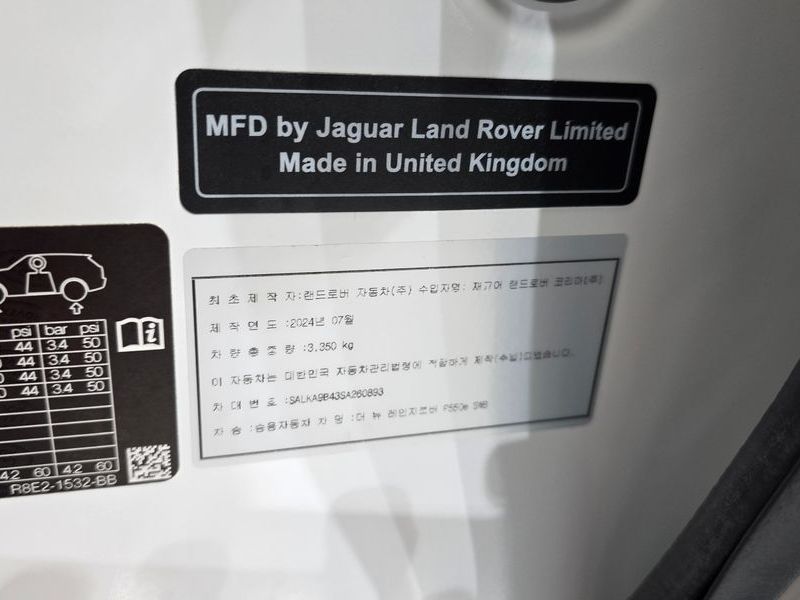 MFD by Jaguar Land Rover Limited
Made in United Kingdom
최초 제작 자:랜드로버 자동차(주) 수입자명: 재규어 랜드로버 코리아(주)
제작 연 도 :2024년 07월
차량 총 중 량 :3.350 kg
이 자동차는 대한민국 자동차관리법령에 적합하게 제작(수입)되었습니다.
차 대 번 호 :SALKA9B43SA260893
차 종 :승용자동차 차 명 :더 뉴 레인지로버 P550e SWB
psi bar psi
44 3.4 50
44 3.4 50
44 3.4 50
44 3.4 50
4.2 60 4.2 60
R8E2-1532-BB